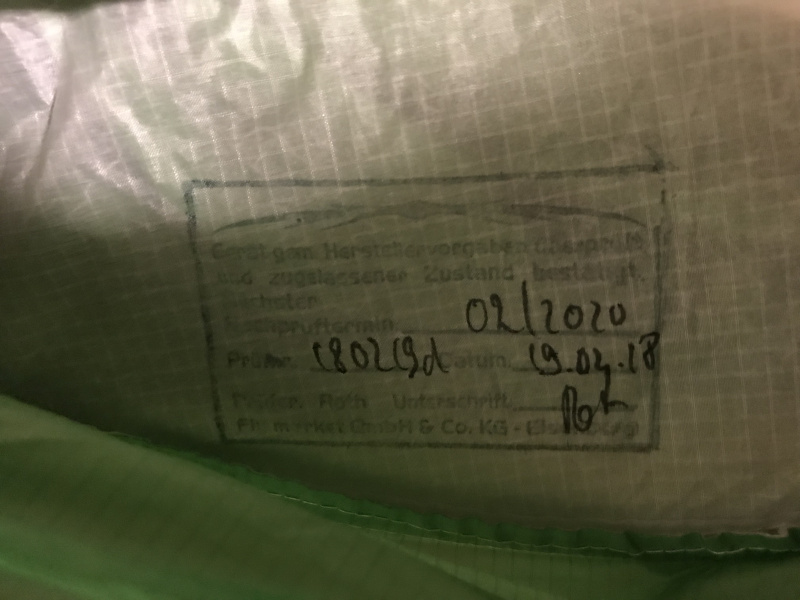 Gerät gem. Herstellervorgaben überprüft
und zugelassener Zustand bestätigt.
Nächster
Nachprüftermin 02/2020
Prüfnr. 180219d Datum: 19.02.18
Roth Unterschrift
GmbH & Co. KG -